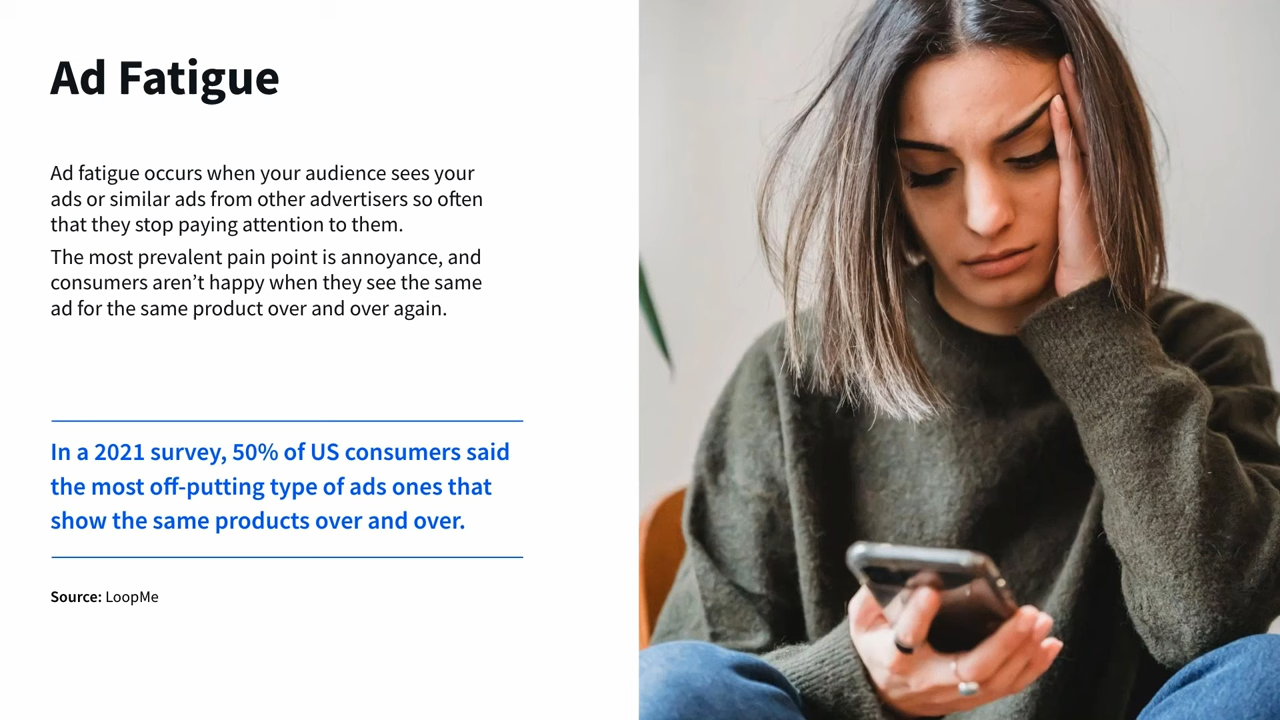 Ad Fatigue
Ad fatigue occurs when your audience sees your
ads or similar ads from other advertisers so often
that they stop paying attention to them.
The most prevalent pain point is annoyance, and
consumers aren’t happy when they see the same
ad for the same product over and over again.
In a 2021 survey, 50% of US consumers said
the most off-putting type of ads ones that
show the same products over and over.
Source: LoopMe